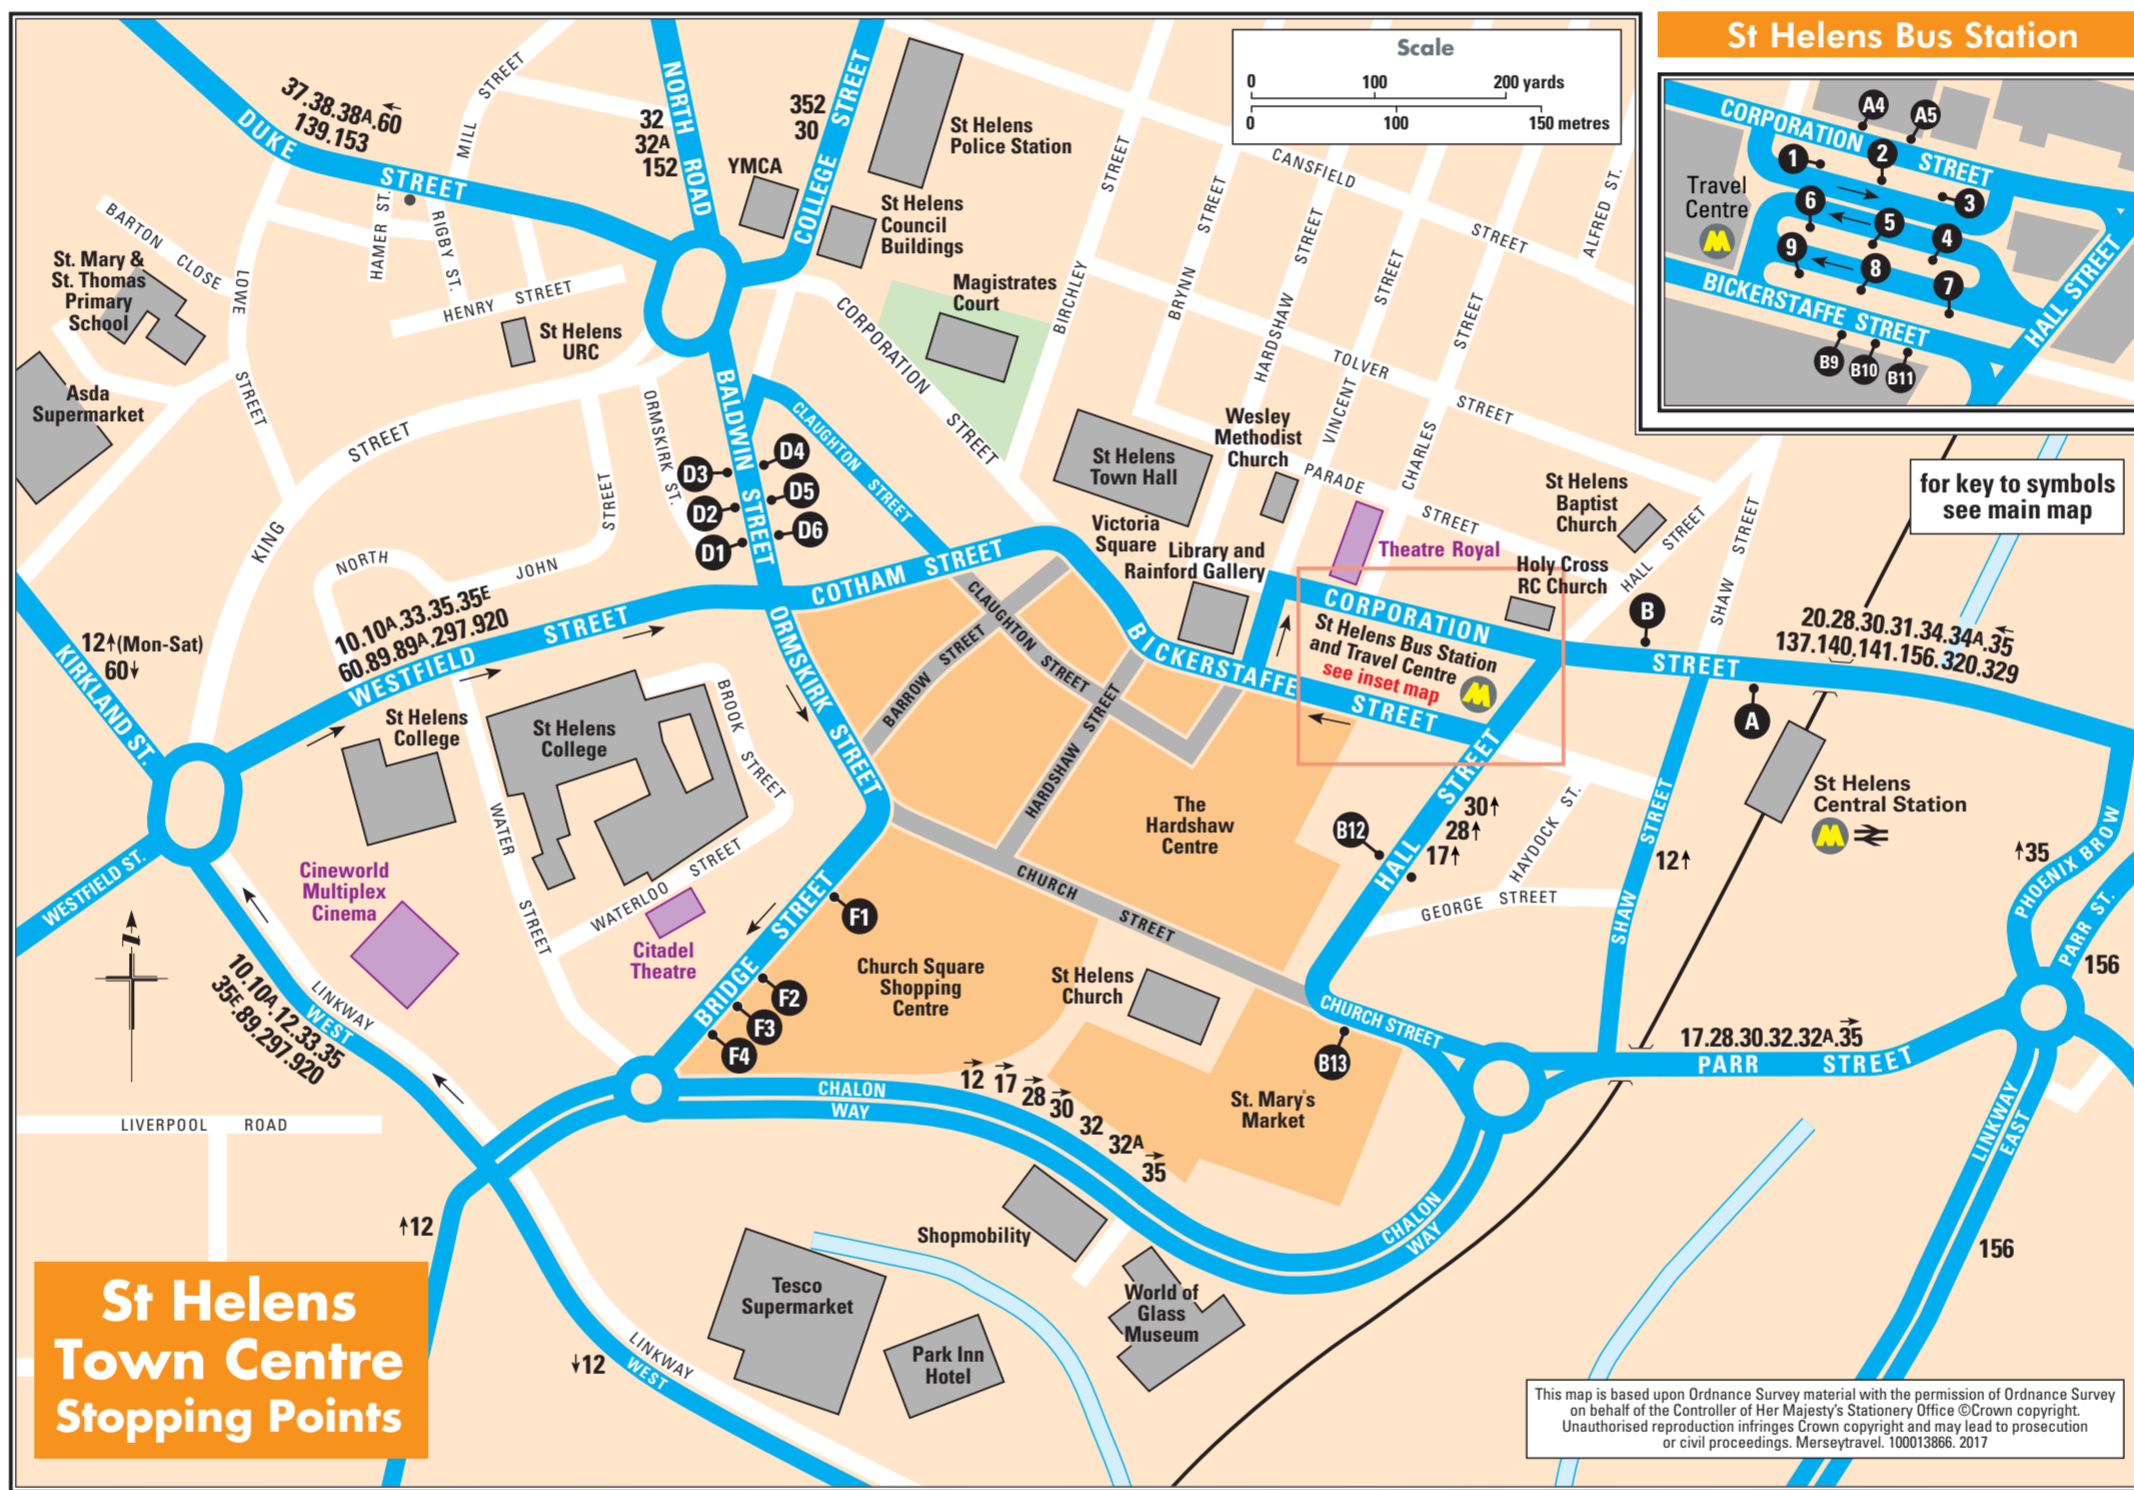 St Helens Bus Station
Scale
0 100 200 yards
0 100 150 metres
CORPORATION STREET
A4
A5
1
2
3
Travel
Centre
6
5
4
9
8
7
BICKERSTAFFE STREET
HALL STREET
B9
B10
B11
for key to symbols
see main map
37.38.38A.60
139.153
DUKE STREET
MILL STREET
32
32A
152
NORTH ROAD
352
30
COLLEGE STREET
YMCA
St Helens
Police Station
St Helens
Council
Buildings
Magistrates
Court
BIRCHLEY STREET
BRYNN STREET
HARDSHAW STREET
VINCENT STREET
CHARLES STREET
CANSFIELD STREET
ALFRED ST.
TOLVER STREET
BARTON CLOSE
St. Mary &
St. Thomas
Primary
School
LOWE STREET
HAMER ST.
RIGBY ST.
HENRY STREET
St Helens
URC
Asda
Supermarket
KING STREET
ORMSKIRK ST.
BALDWIN STREET
CLAUGHTON STREET
CORPORATION STREET
D3
D4
D2
D5
D1
D6
NORTH JOHN STREET
St Helens
Town Hall
Wesley
Methodist
Church
PARADE STREET
Victoria
Square
Library and
Rainford Gallery
Theatre Royal
St Helens
Baptist
Church
Holy Cross
RC Church
HALL STREET
SHAW STREET
B
CORPORATION STREET
St Helens Bus Station
and Travel Centre
see inset map
20.28.30.31.34.34A.35
137.140.141.156.320.329
A
12 (Mon-Sat)
60
KIRKLAND ST.
10.10A.33.35.35E
60.89.89A.297.920
WESTFIELD STREET
COTHAM STREET
BICKERSTAFFE STREET
CLAUGHTON STREET
BARROW STREET
HARDSHAW STREET
ORMSKIRK STREET
St Helens
College
St Helens
College
BROOK STREET
WATER STREET
WATERLOO STREET
Citadel
Theatre
WESTFIELD ST.
Cineworld
Multiplex
Cinema
The
Hardshaw
Centre
B12
30
28
17
HALL STREET
HAYDOCK ST.
GEORGE STREET
SHAW STREET
12
St Helens
Central Station
35
PHOENIX BROW
PARR ST.
156
CHURCH STREET
F1
F2
F3
F4
BRIDGE STREET
Church Square
Shopping
Centre
St Helens
Church
CHURCH STREET
B13
St. Mary's
Market
17.28.30.32.32A.35
PARR STREET
LINKWAY
WEST
10.10A.12.33.35
35E.89.297.920
LIVERPOOL ROAD
CHALON
WAY
12
17
28
30
32
32A
35
CHALON
WAY
LINKWAY
EAST
156
12
Shopmobility
World of
Glass
Museum
Tesco
Supermarket
Park Inn
Hotel
12
LINKWAY
WEST
St Helens
Town Centre
Stopping Points
This map is based upon Ordnance Survey material with the permission of Ordnance Survey
on behalf of the Controller of Her Majesty's Stationery Office ©Crown copyright.
Unauthorised reproduction infringes Crown copyright and may lead to prosecution
or civil proceedings. Merseytravel. 100013866. 2017